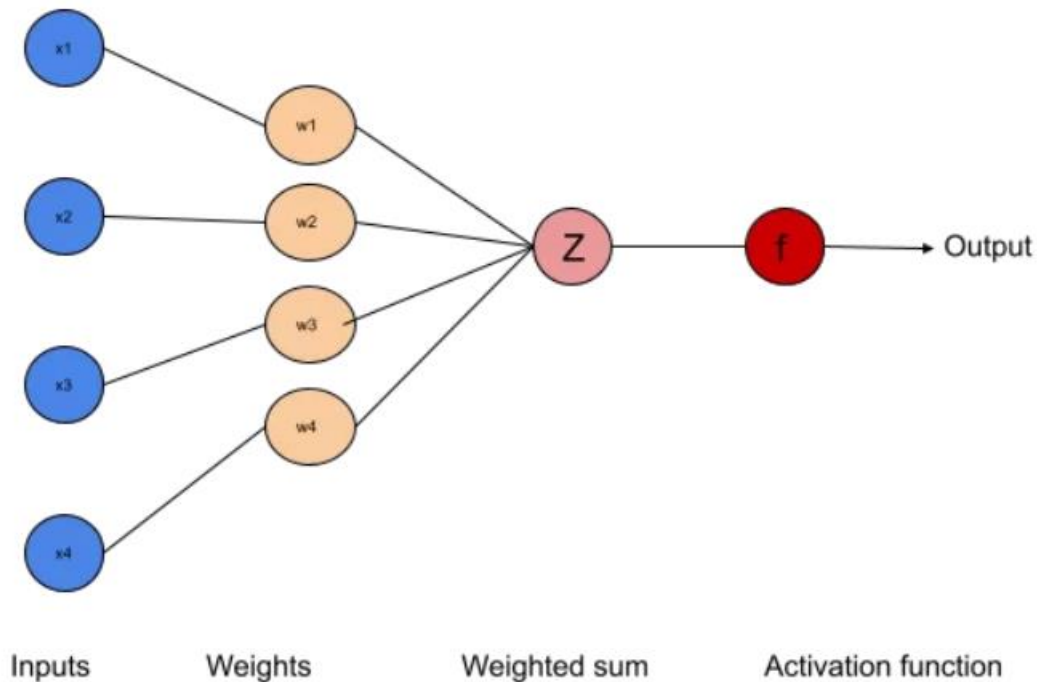 x1
w1
x2
w2
Z
f
Output
w3
x3
w4
x4
Inputs
Weights
Weighted sum
Activation function